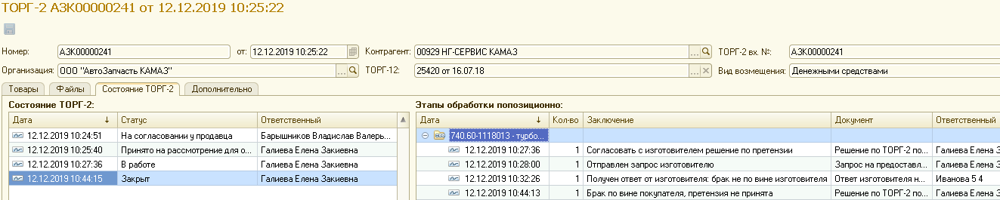 ТОРГ-2 АЗК00000241 от 12.12.2019 10:25:22
Номер: АЗК00000241 от: 12.12.2019 10:25:22 Контрагент: 00929 НГ-СЕРВИС КАМАЗ ... ТОРГ-2 вх. №: АЗК00000241
Организация: ООО "АвтоЗапчасть КАМАЗ" ... ТОРГ-12: 25420 от 16.07.18 ... Вид возмещения: Денежными средствами
Товары Файлы Состояние ТОРГ-2 Дополнительно
Состояние ТОРГ-2: Этапы обработки попозиционно:
Дата Статус Ответственный Дата Кол-во Заключение Документ Ответственный
12.12.2019 10:24:51 На согласовании у продавца Барышников Владислав Валерь... 740.60-1118013 - турбо...
12.12.2019 10:25:40 Принято на рассмотрение для о... Галиева Елена Закиевна 12.12.2019 10:27:36 1 Согласовать с изготовителем решение по претензии Решение по ТОРГ-2 по... Галиева Елена З
12.12.2019 10:27:36 В работе Галиева Елена Закиевна 12.12.2019 10:28:00 1 Отправлен запрос изготовителю Запрос на предоставл... Галиева Елена З
12.12.2019 10:44:15 Закрыт Галиева Елена Закиевна 12.12.2019 10:32:26 1 Получен ответ от изготовителя: брак не по вине изготовителя Ответ изготовителя н... Иванова 5 4
12.12.2019 10:44:13 1 Брак по вине покупателя, претензия не принята Решение по ТОРГ-2 по... Галиева Елена З